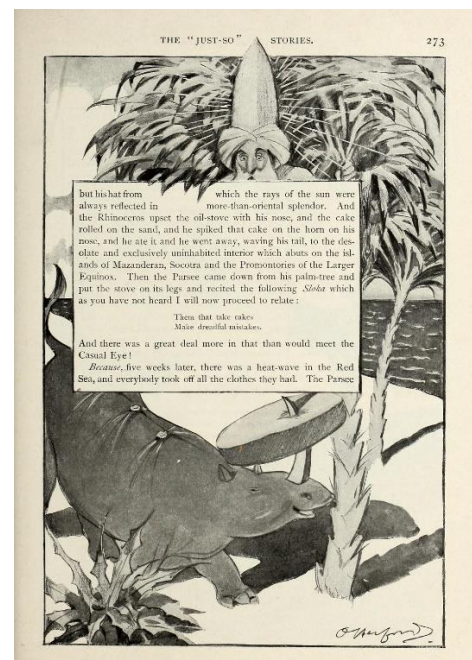 THE "JUST-SO" STORIES. 273
but his hat from which the rays of the sun were
always reflected in more-than-oriental splendor. And
the Rhinoceros upset the oil-stove with his nose, and the cake
rolled on the sand, and he spiked that cake on the horn on his
nose, and he ate it and he went away, waving his tail, to the des-
olate and exclusively uninhabited interior which abuts on the isl-
ands of Mazanderan, Socotra and the Promontories of the Larger
Equinox. Then the Parsee came down from his palm-tree and
put the stove on its legs and recited the following Sloka which
as you have not heard I will now proceed to relate:
Them that takes cakes
Make dreadful mistakes.
And there was a great deal more in that than would meet the
Casual Eye!
Because, five weeks later, there was a heat-wave in the Red
Sea, and everybody took off all the clothes they had. The Parsee